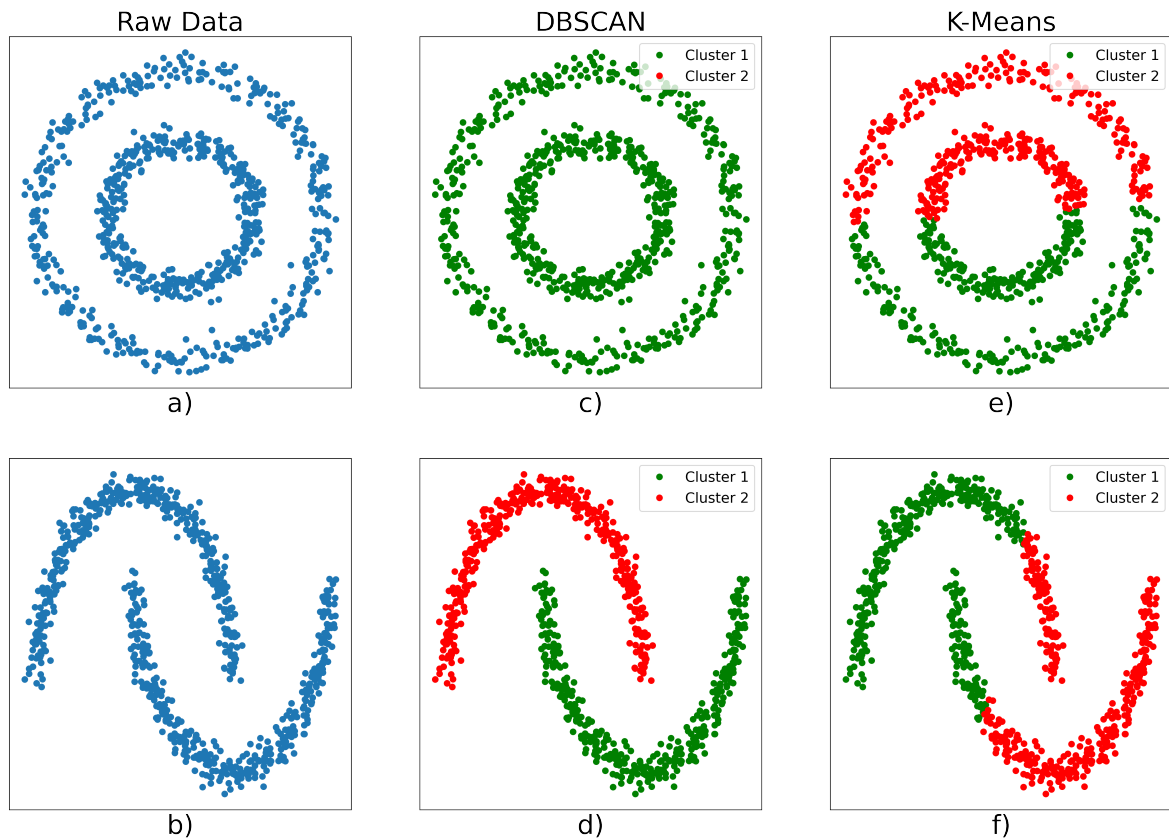 Raw Data
DBSCAN
K-Means
Cluster 1
Cluster 2
Cluster 1
Cluster 2
a)
c)
e)
Cluster 1
Cluster 2
Cluster 1
Cluster 2
b)
d)
f)